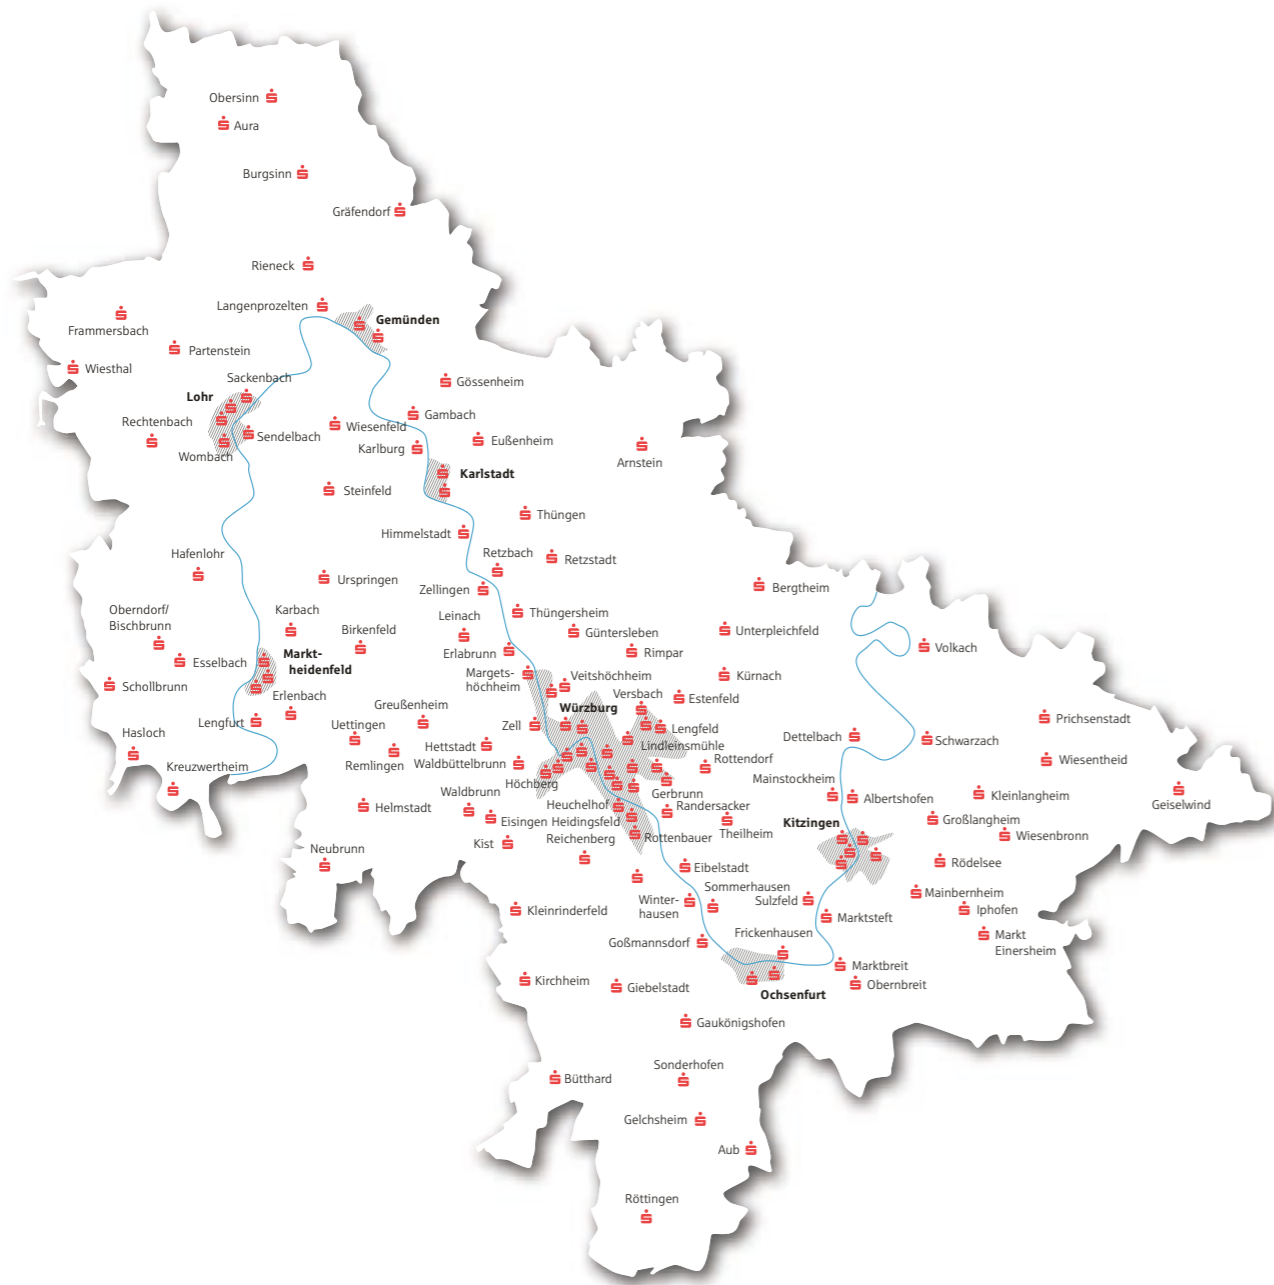 Obersinn
Aura
Burgsinn
Gräfendorf
Rieneck
Langenprozelten
Gemünden
Frammersbach
Partenstein
Wiesthal
Sackenbach
Gössenheim
Lohr
Gambach
Rechtenbach
Wiesenfeld
Sendelbach
Eußenheim
Karlburg
Wombach
Arnstein
Karlstadt
Steinfeld
Thüngen
Himmelstadt
Retzbach
Hafenlohr
Retzstadt
Urspringen
Bergtheim
Zellingen
Oberndorf/
Bischbrunn
Karbach
Leinach
Thüngersheim
Birkenfeld
Güntersleben
Unterpleichfeld
Volkach
Erlabrunn
Rimpar
Markt-
heidenfeld
Esselbach
Margets-
höchheim
Veitshöchheim
Kürnach
Schollbrunn
Erlenbach
Versbach
Estenfeld
Greußenheim
Würzburg
Lengfurt
Prichsenstadt
Uettingen
Zell
Lengfeld
Hasloch
Dettelbach
Schwarzach
Hettstadt
Lindleinsmühle
Remlingen
Waldbüttelbrunn
Rottendorf
Wiesentheid
Kreuzwertheim
Höchberg
Mainstockheim
Gerbrunn
Waldbrunn
Albertshofen
Kleinlangheim
Geiselwind
Helmstadt
Heuchelhof
Randersacker
Eisingen
Heidingsfeld
Kitzingen
Großlangheim
Theilheim
Wiesenbronn
Kist
Reichenberg
Rottenbauer
Neubrunn
Eibelstadt
Rödelsee
Sommerhausen
Winter-
hausen
Sulzfeld
Mainbernheim
Kleinrinderfeld
Iphofen
Marktsteft
Frickenhausen
Markt
Einersheim
Goßmannsdorf
Marktbreit
Kirchheim
Giebelstadt
Obernbreit
Ochsenfurt
Gaukönigshofen
Sonderhofen
Bütthard
Gelchsheim
Aub
Röttingen